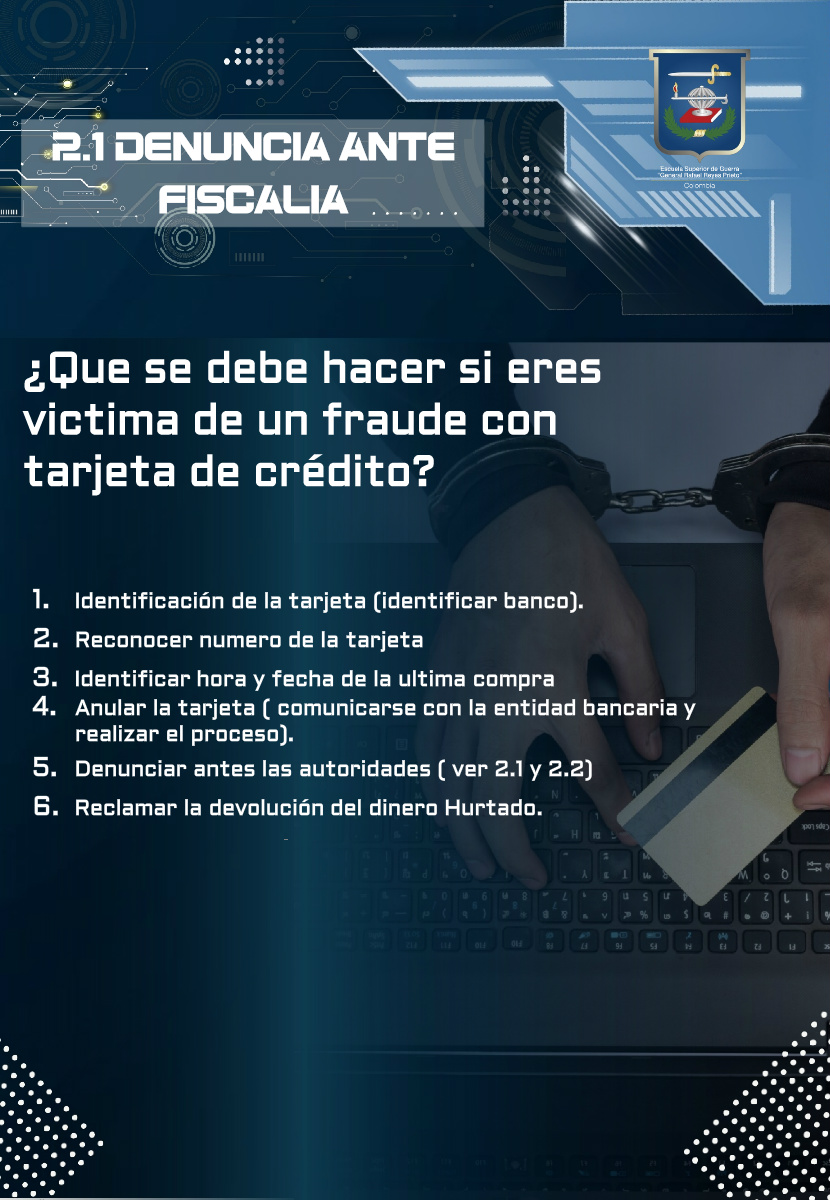 2.1 DENUNCIA ANTE
FISCALIA .......
Escuela Superior de Guerra
"General Rafael Reyes Prieto"
Colombia
¿Que se debe hacer si eres
victima de un fraude con
tarjeta de crédito?
1. Identificación de la tarjeta (identificar banco).
2. Reconocer numero de la tarjeta
3. Identificar hora y fecha de la ultima compra
4. Anular la tarjeta ( comunicarse con la entidad bancaria y
realizar el proceso).
5. Denunciar antes las autoridades ( ver 2.1 y 2.2)
6. Reclamar la devolución del dinero Hurtado.